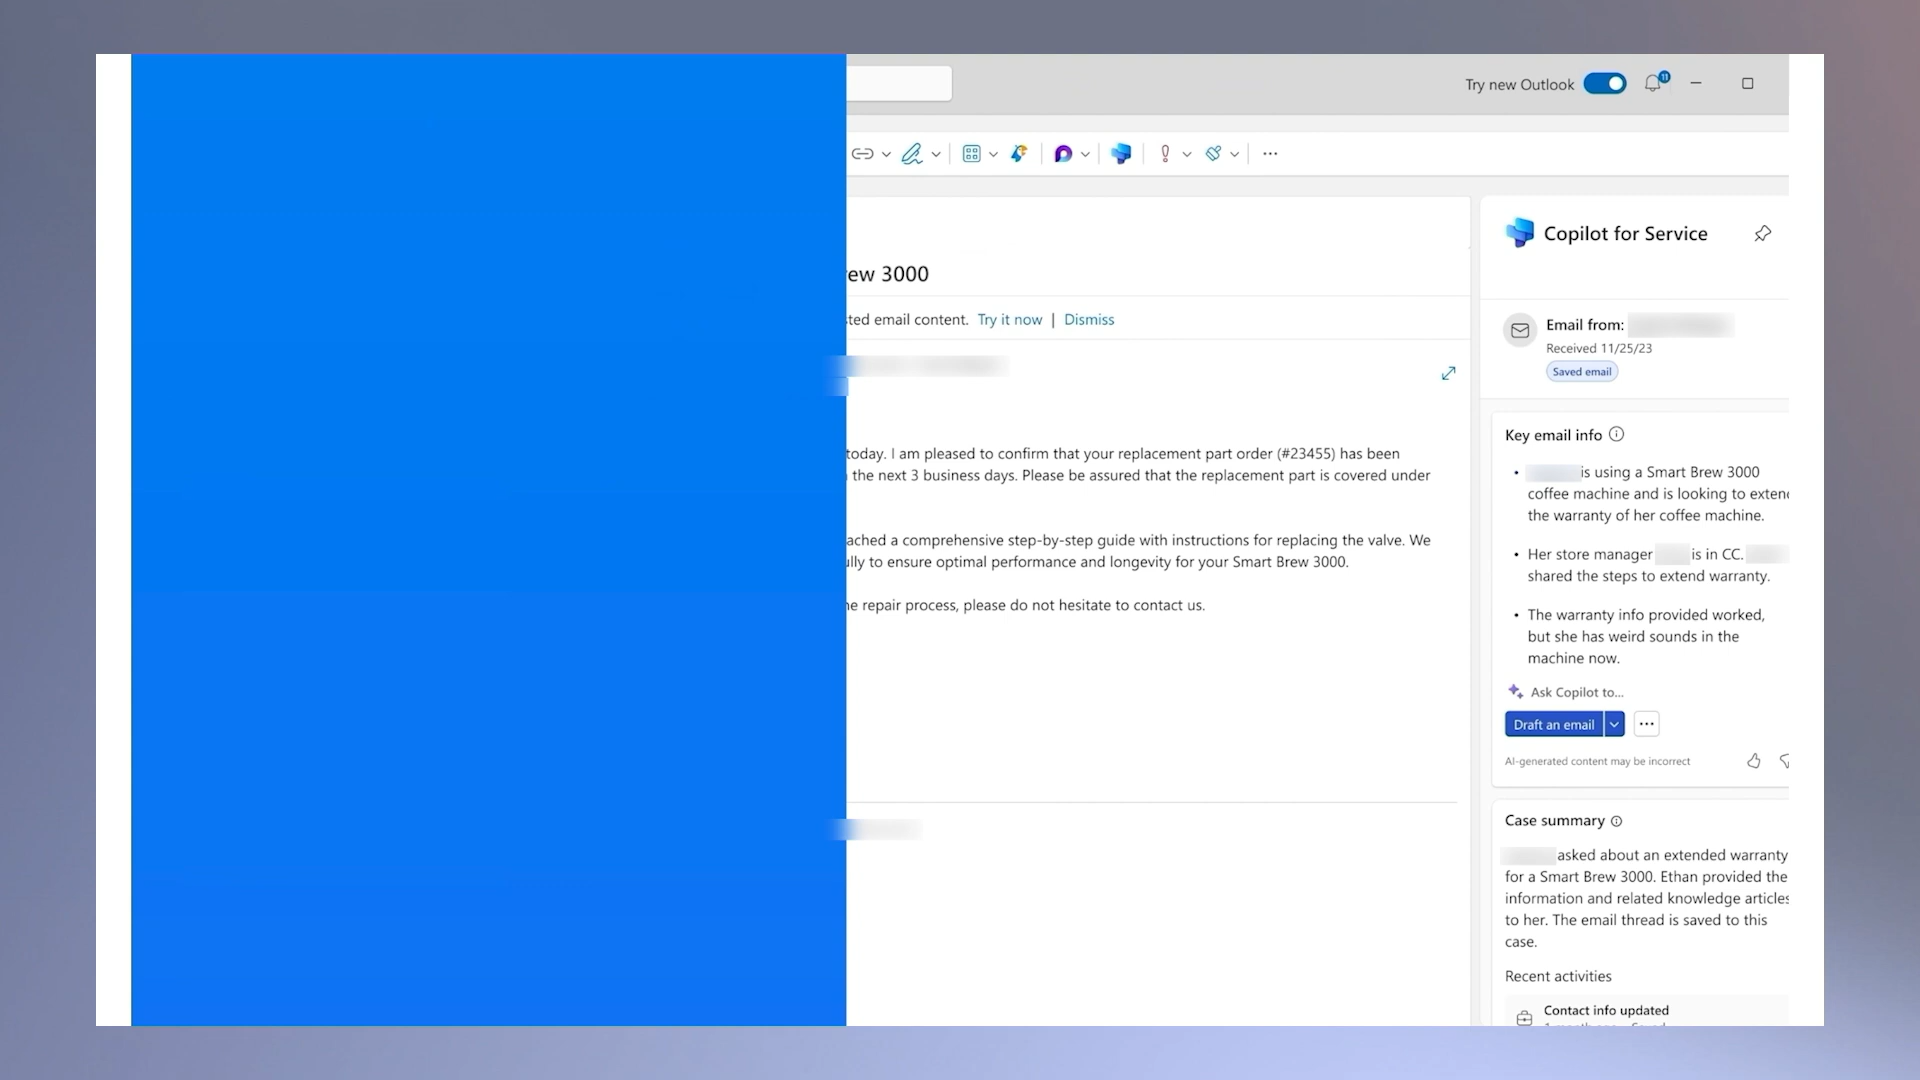 Try new Outlook
11
ew 3000
ted email content. Try it now | Dismiss
today. I am pleased to confirm that your replacement part order (#23455) has been
the next 3 business days. Please be assured that the replacement part is covered under
ached a comprehensive step-by-step guide with instructions for replacing the valve. We
lly to ensure optimal performance and longevity for your Smart Brew 3000.
he repair process, please do not hesitate to contact us.
Copilot for Service
Email from:
Received 11/25/23
Saved email
Key email info
• is using a Smart Brew 3000
coffee machine and is looking to extend
the warranty of her coffee machine.
• Her store manager is in CC.
shared the steps to extend warranty.
• The warranty info provided worked,
but she has weird sounds in the
machine now.
Ask Copilot to...
Draft an email
AI-generated content may be incorrect
Case summary
asked about an extended warranty
for a Smart Brew 3000. Ethan provided the
information and related knowledge articles
to her. The email thread is saved to this
case.
Recent activities
Contact info updated